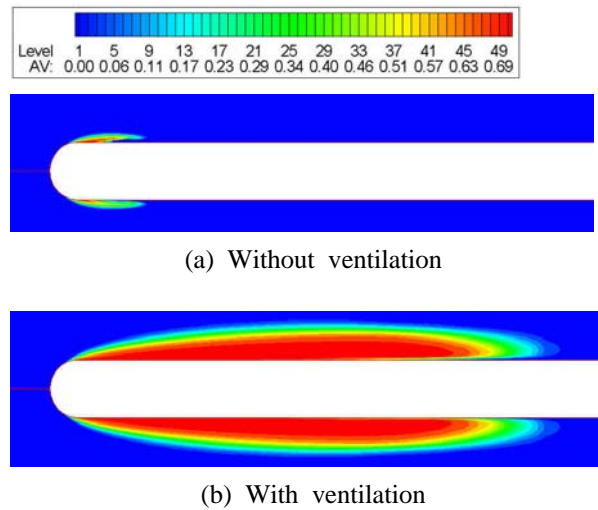 Level 1 5 9 13 17 21 25 29 33 37 41 45 49
AV: 0.00 0.06 0.11 0.17 0.23 0.29 0.34 0.40 0.46 0.51 0.57 0.63 0.69
(a) Without ventilation
(b) With ventilation